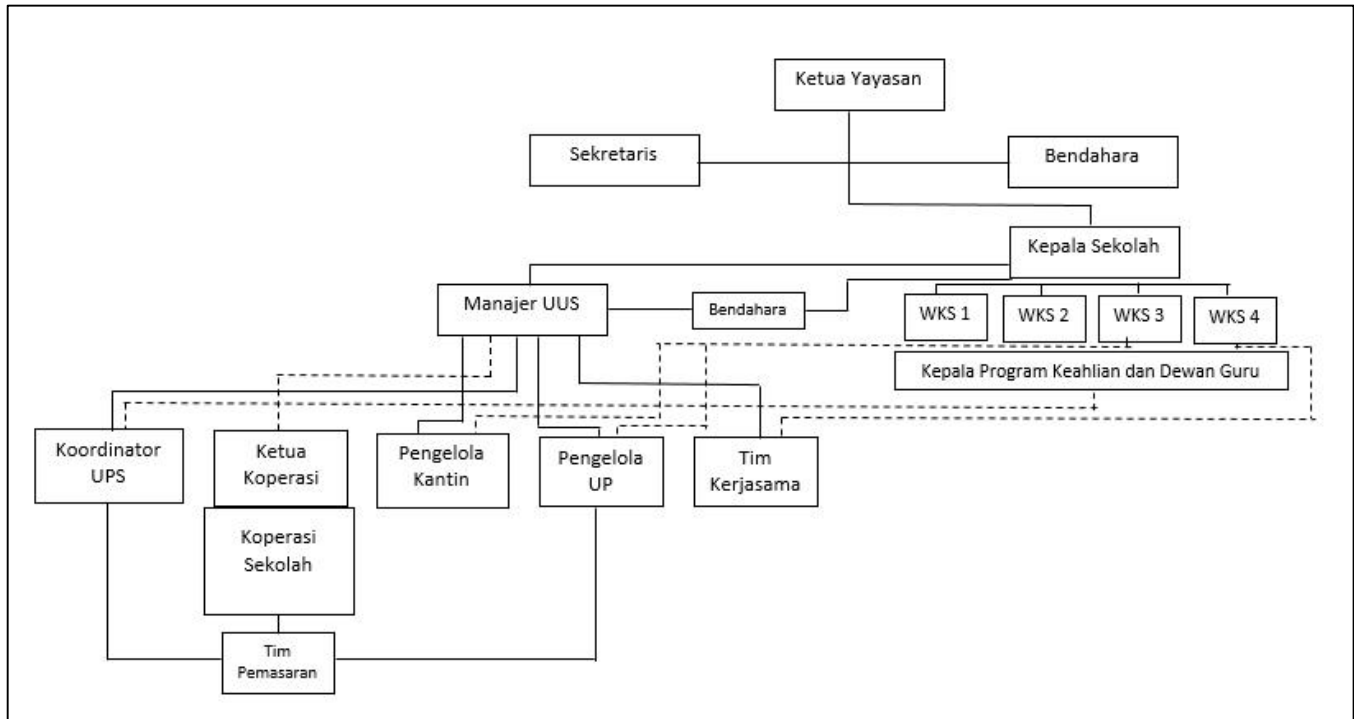 Ketua Yayasan
Sekretaris
Bendahara
Kepala Sekolah
Manajer UUS
Bendahara
WKS 1
WKS 2
WKS 3
WKS 4
Kepala Program Keahlian dan Dewan Guru
Koordinator
UPS
Ketua
Koperasi
Pengelola
Kantin
Pengelola
UP
Tim
Kerjasama
Koperasi
Sekolah
Tim
Pemasaran